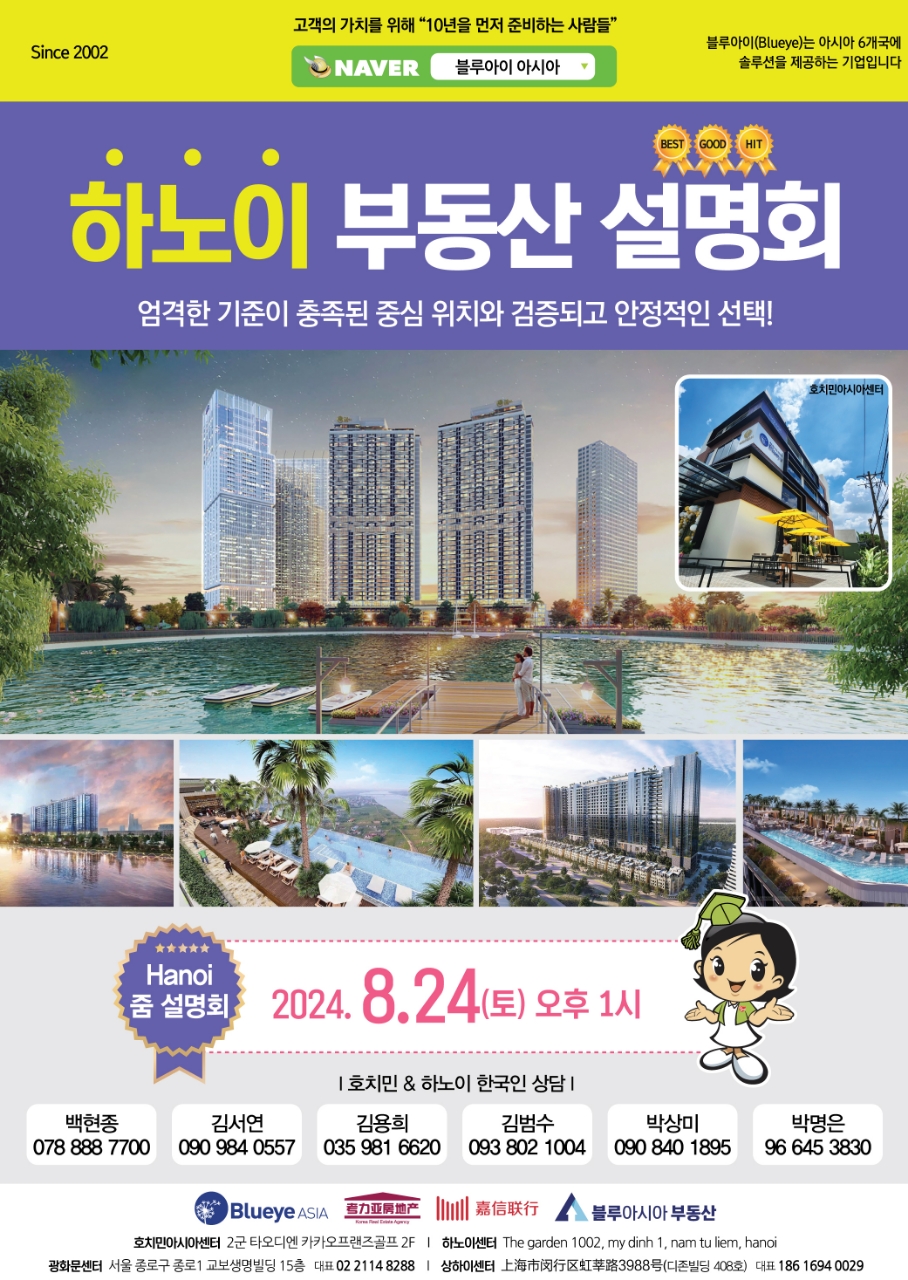 Since 2002
고객의 가치를 위해 “10년을 먼저 준비하는 사람들”
NAVER 블루아이 아시아
블루아이(Blueye)는 아시아 6개국에
솔루션을 제공하는 기업입니다
BEST GOOD HIT
하노이 부동산 설명회
엄격한 기준이 충족된 중심 위치와 검증되고 안정적인 선택!
호치민아시아센터
Hanoi
줌 설명회
2024. 8.24(토) 오후 1시
I 호치민 & 하노이 한국인 상담 I
백현종
078 888 7700
김서연
090 984 0557
김용희
035 981 6620
김범수
093 802 1004
박상미
090 840 1895
박명은
96 645 3830
Blueye ASIA
考力亚房地产
Korea Real Estate Agency
嘉信联行
블루아시아 부동산
호치민아시아센터 2군 타오디엔 카카오프랜즈골프 2F I 하노이센터 The garden 1002, my dinh 1, nam tu liem, hanoi
광화문센터 서울 종로구 종로1 교보생명빌딩 15층 대표 02 2114 8288 I 상하이센터 上海市闵行区虹莘路3988号(디존빌딩 408호) 대표 186 1694 0029